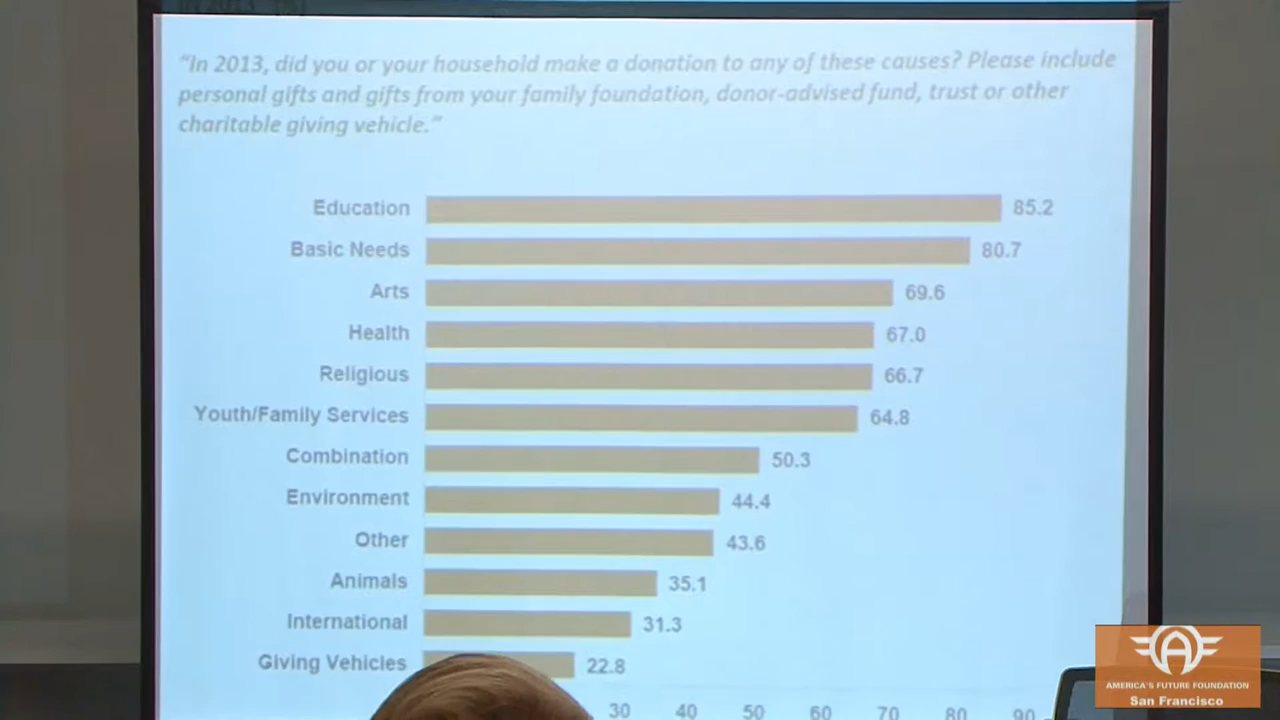 "In 2013, did you or your household make a donation to any of these causes? Please include
personal gifts and gifts from your family foundation, donor-advised fund, trust or other
charitable giving vehicle."
Education 85.2
Basic Needs 80.7
Arts 69.6
Health 67.0
Religious 66.7
Youth/Family Services 64.8
Combination 50.3
Environment 44.4
Other 43.6
Animals 35.1
International 31.3
Giving Vehicles 22.8
30 40 50 60 70 80 90
AMERICA'S FUTURE FOUNDATION
San Francisco